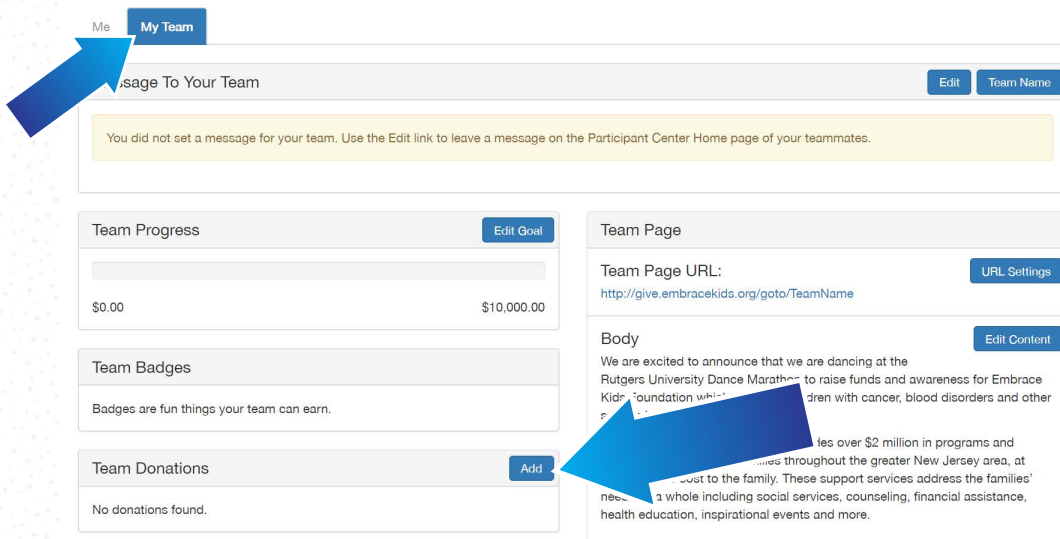 Me My Team
ssage To Your Team Edit Team Name
You did not set a message for your team. Use the Edit link to leave a message on the Participant Center Home page of your teammates.
Team Progress Edit Goal
$0.00 $10,000.00
Team Badges
Badges are fun things your team can earn.
Team Donations Add
No donations found.
Team Page
Team Page URL: URL Settings
http://give.embracekids.org/goto/TeamName
Body Edit Content
We are excited to announce that we are dancing at the
Rutgers University Dance Marathon to raise funds and awareness for Embrace
Kids Foundation dren with cancer, blood disorders and other
des over $2 million in programs and
throughout the greater New Jersey area, at
cost to the family. These support services address the families'
a whole including social services, counseling, financial assistance,
health education, inspirational events and more.